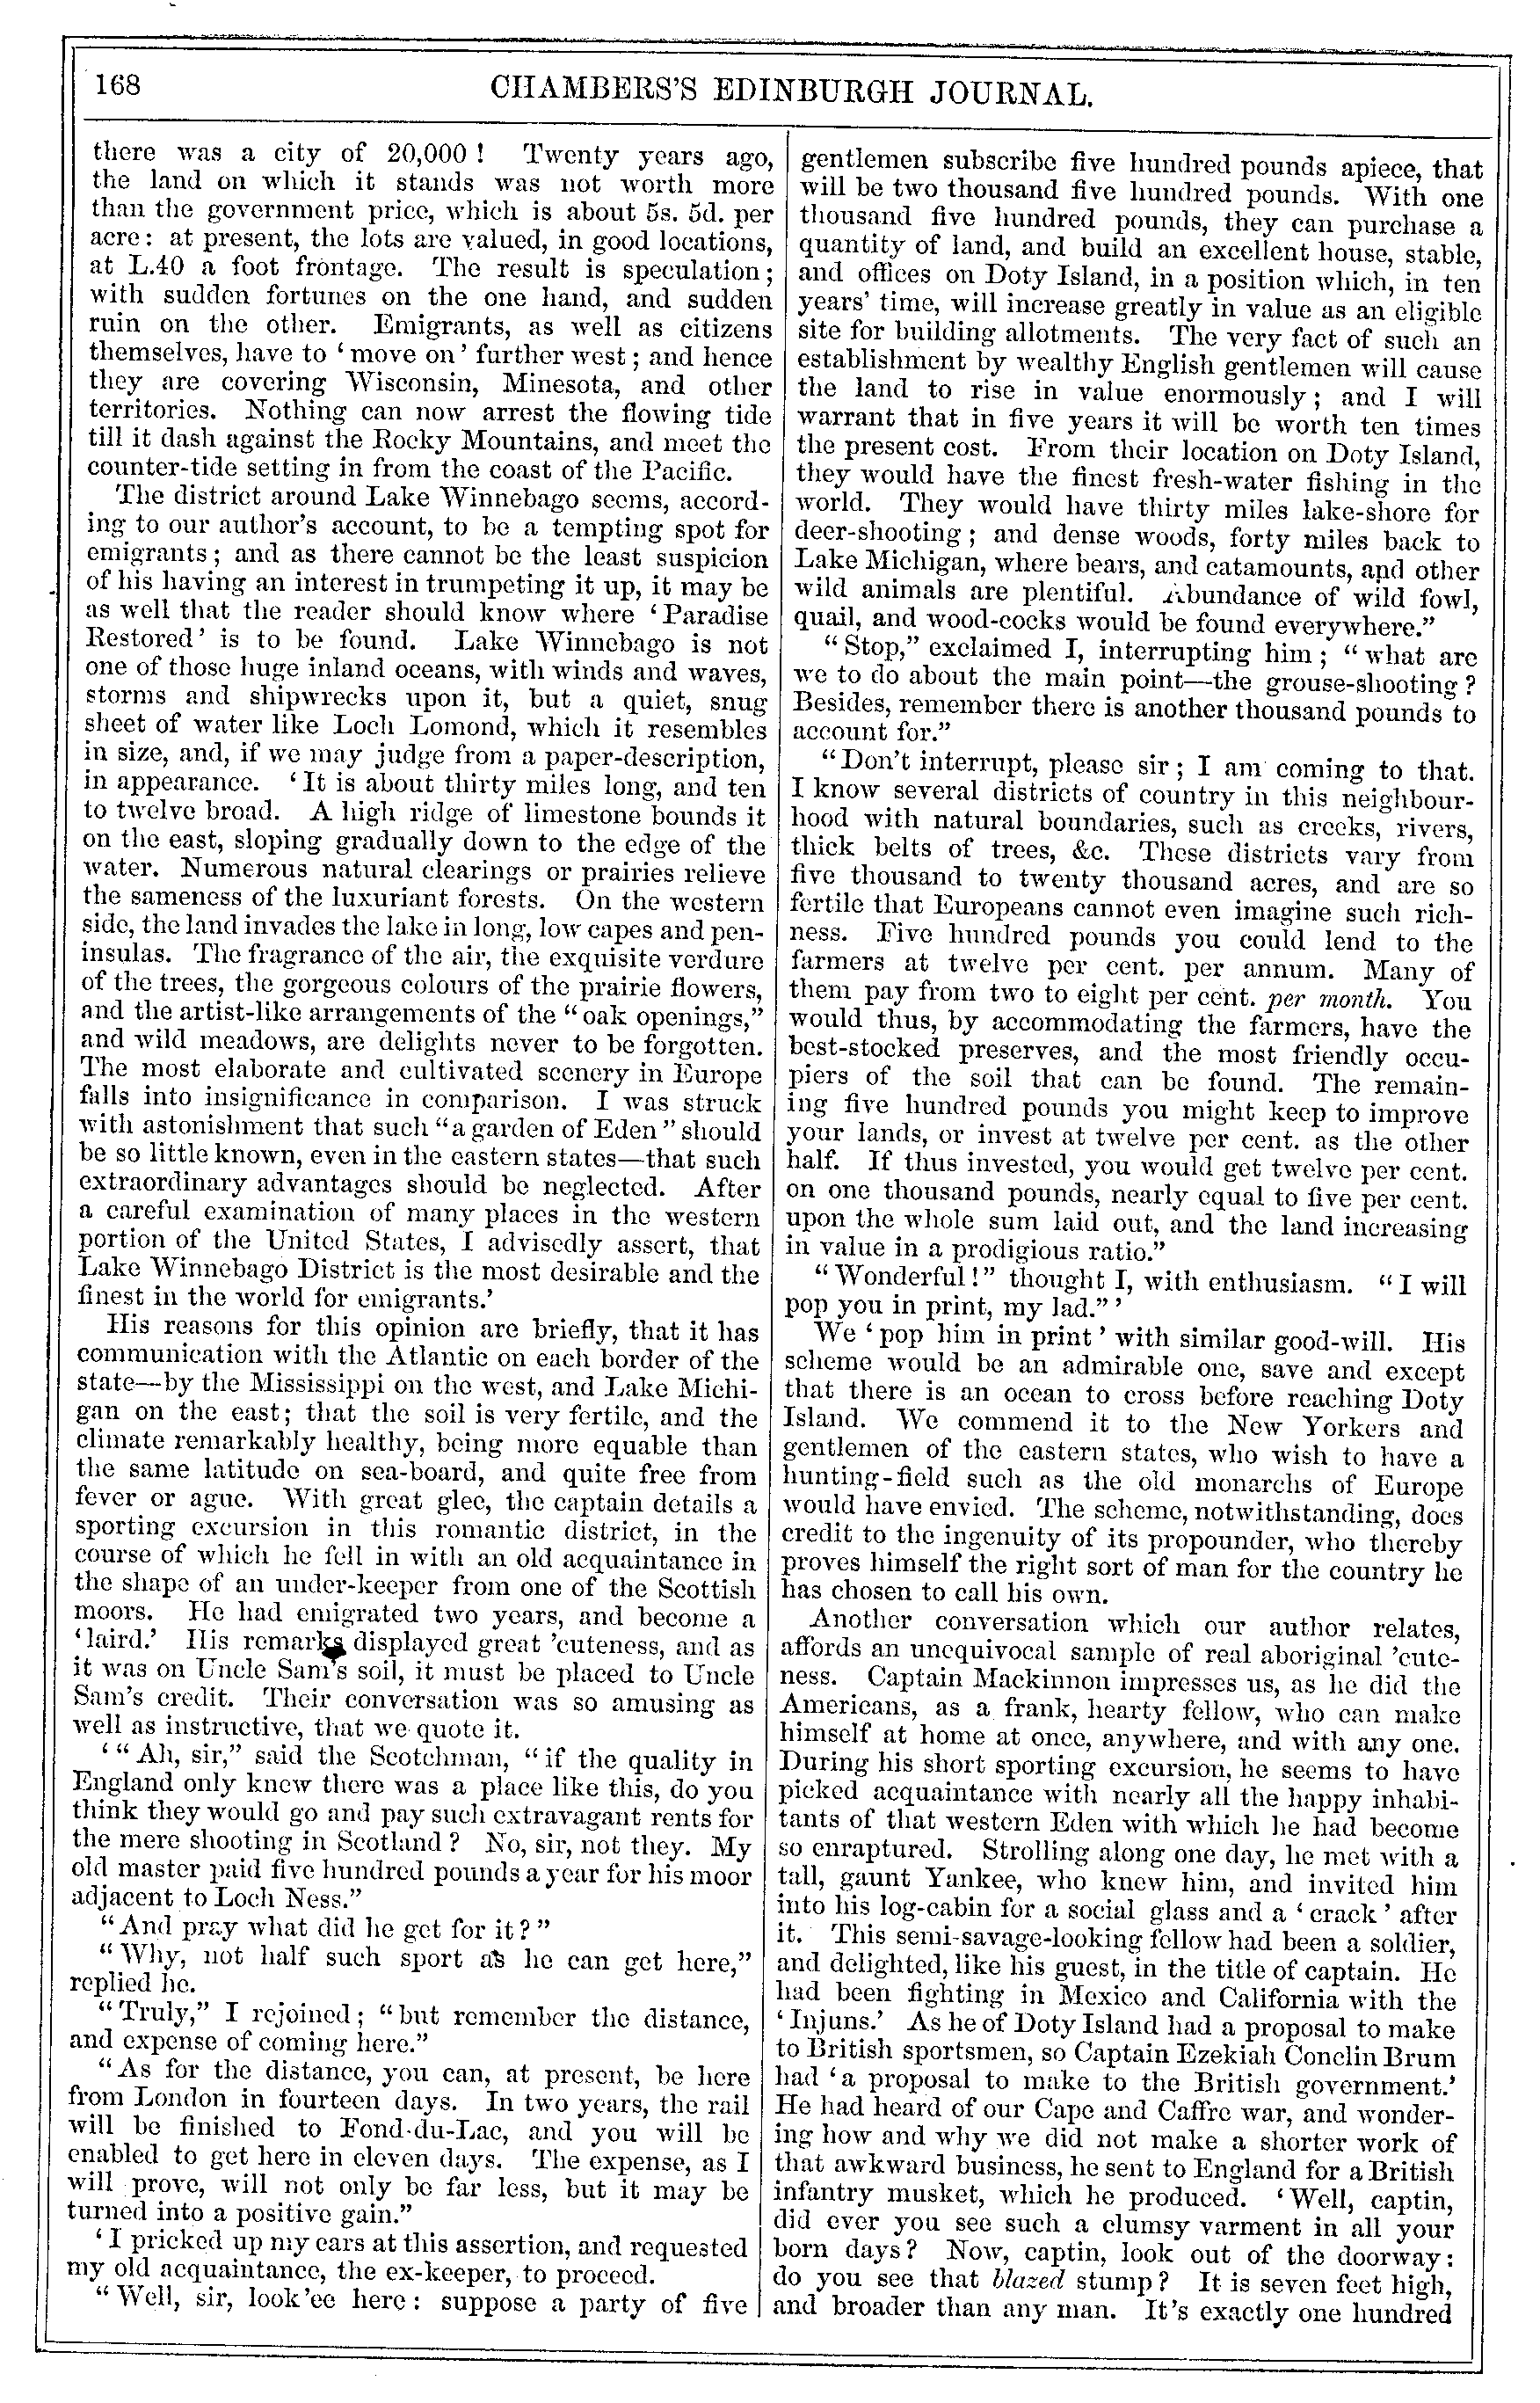 168
CHAMBERS'S EDINBURGH JOURNAL.
there was a city of 20,000! Twenty years ago,
the land on which it stands was not worth more
than the government price, which is about 5s. 5d. per
acre: at present, the lots are valued, in good locations,
at L.40 a foot frontage. The result is speculation;
with sudden fortunes on the one hand, and sudden
ruin on the other. Emigrants, as well as citizens
themselves, have to ‘move on’ further west; and hence
they are covering Wisconsin, Minesota, and other
territories. Nothing can now arrest the flowing tide
till it dash against the Rocky Mountains, and meet the
counter-tide setting in from the coast of the Pacific.
The district around Lake Winnebago seems, accord-
ing to our author's account, to be a tempting spot for
emigrants; and as there cannot be the least suspicion
of his having an interest in trumpeting it up, it may be
as well that the reader should know where ‘Paradise
Restored’ is to be found. Lake Winnebago is not
one of those huge inland oceans, with winds and waves,
storms and shipwrecks upon it, but a quiet, snug
sheet of water like Loch Lomond, which it resembles
in size, and, if we may judge from a paper-description,
in appearance. ‘It is about thirty miles long, and ten
to twelve broad. A high ridge of limestone bounds it
on the east, sloping gradually down to the edge of the
water. Numerous natural clearings or prairies relieve
the sameness of the luxuriant forests. On the western
side, the land invades the lake in long, low capes and pen-
insulas. The fragrance of the air, the exquisite verdure
of the trees, the gorgeous colours of the prairie flowers,
and the artist-like arrangements of the “oak openings,”
and wild meadows, are delights never to be forgotten.
The most elaborate and cultivated scenery in Europe
falls into insignificance in comparison. I was struck
with astonishment that such “a garden of Eden” should
be so little known, even in the eastern states—that such
extraordinary advantages should be neglected. After
a careful examination of many places in the western
portion of the United States, I advisedly assert, that
Lake Winnebago District is the most desirable and the
finest in the world for emigrants.’
His reasons for this opinion are briefly, that it has
communication with the Atlantic on each border of the
state—by the Mississippi on the west, and Lake Michi-
gan on the east; that the soil is very fertile, and the
climate remarkably healthy, being more equable than
the same latitude on sea-board, and quite free from
fever or ague. With great glee, the captain details a
sporting excursion in this romantic district, in the
course of which he fell in with an old acquaintance in
the shape of an under-keeper from one of the Scottish
moors. He had emigrated two years, and become a
‘laird.’ His remarks displayed great 'cuteness, and as
it was on Uncle Sam's soil, it must be placed to Uncle
Sam's credit. Their conversation was so amusing as
well as instructive, that we quote it.
‘“Ah, sir,” said the Scotchman, “if the quality in
England only knew there was a place like this, do you
think they would go and pay such extravagant rents for
the mere shooting in Scotland? No, sir, not they. My
old master paid five hundred pounds a year for his moor
adjacent to Loch Ness.”
“And pray what did he get for it?”
“Why, not half such sport as he can get here,”
replied he.
“Truly,” I rejoined; “but remember the distance,
and expense of coming here.”
“As for the distance, you can, at present, be here
from London in fourteen days. In two years, the rail
will be finished to Fond-du-Lac, and you will be
enabled to get here in eleven days. The expense, as I
will prove, will not only be far less, but it may be
turned into a positive gain.”
‘I pricked up my ears at this assertion, and requested
my old acquaintance, the ex-keeper, to proceed.
“Well, sir, look'ee here: suppose a party of five
gentlemen subscribe five hundred pounds apiece, that
will be two thousand five hundred pounds. With one
thousand five hundred pounds, they can purchase a
quantity of land, and build an excellent house, stable,
and offices on Doty Island, in a position which, in ten
years' time, will increase greatly in value as an eligible
site for building allotments. The very fact of such an
establishment by wealthy English gentlemen will cause
the land to rise in value enormously; and I will
warrant that in five years it will be worth ten times
the present cost. From their location on Doty Island,
they would have the finest fresh-water fishing in the
world. They would have thirty miles lake-shore for
deer-shooting; and dense woods, forty miles back to
Lake Michigan, where bears, and catamounts, and other
wild animals are plentiful. Abundance of wild fowl,
quail, and wood-cocks would be found everywhere.”
“Stop,” exclaimed I, interrupting him; “what are
we to do about the main point—the grouse-shooting?
Besides, remember there is another thousand pounds to
account for.”
“Don't interrupt, please sir; I am coming to that.
I know several districts of country in this neighbour-
hood with natural boundaries, such as creeks, rivers,
thick belts of trees, &c. These districts vary from
five thousand to twenty thousand acres, and are so
fertile that Europeans cannot even imagine such rich-
ness. Five hundred pounds you could lend to the
farmers at twelve per cent. per annum. Many of
them pay from two to eight per cent. per month. You
would thus, by accommodating the farmers, have the
best-stocked preserves, and the most friendly occu-
piers of the soil that can be found. The remain-
ing five hundred pounds you might keep to improve
your lands, or invest at twelve per cent. as the other
half. If thus invested, you would get twelve per cent.
on one thousand pounds, nearly equal to five per cent.
upon the whole sum laid out, and the land increasing
in value in a prodigious ratio.”
“Wonderful!” thought I, with enthusiasm. “I will
pop you in print, my lad.”’
We ‘pop him in print’ with similar good-will. His
scheme would be an admirable one, save and except
that there is an ocean to cross before reaching Doty
Island. We commend it to the New Yorkers and
gentlemen of the eastern states, who wish to have a
hunting-field such as the old monarchs of Europe
would have envied. The scheme, notwithstanding, does
credit to the ingenuity of its propounder, who thereby
proves himself the right sort of man for the country he
has chosen to call his own.
Another conversation which our author relates,
affords an unequivocal sample of real aboriginal 'cute-
ness. Captain Mackinnon impresses us, as he did the
Americans, as a frank, hearty fellow, who can make
himself at home at once, anywhere, and with any one.
During his short sporting excursion, he seems to have
picked acquaintance with nearly all the happy inhabi-
tants of that western Eden with which he had become
so enraptured. Strolling along one day, he met with a
tall, gaunt Yankee, who knew him, and invited him
into his log-cabin for a social glass and a ‘crack’ after
it. This semi-savage-looking fellow had been a soldier,
and delighted, like his guest, in the title of captain. He
had been fighting in Mexico and California with the
‘Injuns.’ As he of Doty Island had a proposal to make
to British sportsmen, so Captain Ezekiah Conclin Brum
had ‘a proposal to make to the British government.’
He had heard of our Cape and Caffre war, and wonder-
ing how and why we did not make a shorter work of
that awkward business, he sent to England for a British
infantry musket, which he produced. ‘Well, captin,
did ever you see such a clumsy varment in all your
born days? Now, captin, look out of the doorway:
do you see that blazed stump? It is seven feet high,
and broader than any man. It's exactly one hundred